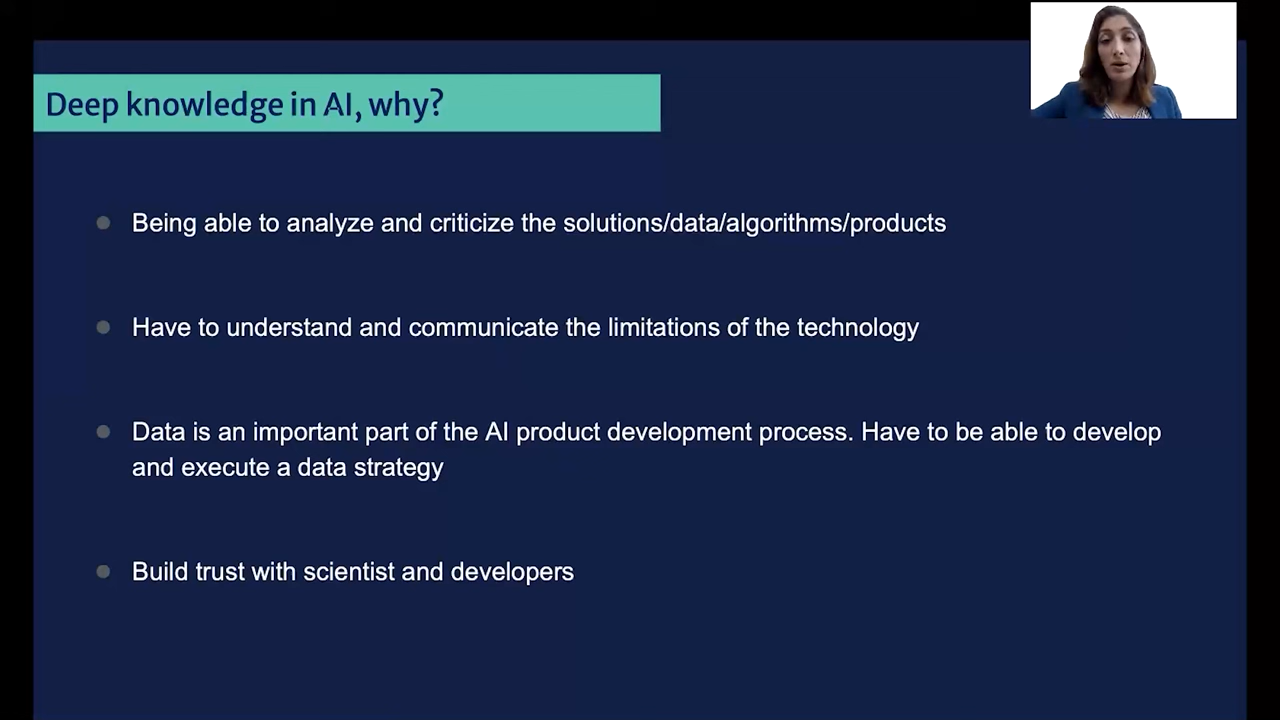 Deep knowledge in AI, why?
Being able to analyze and criticize the solutions/data/algorithms/products
Have to understand and communicate the limitations of the technology
Data is an important part of the AI product development process. Have to be able to develop
and execute a data strategy
Build trust with scientist and developers